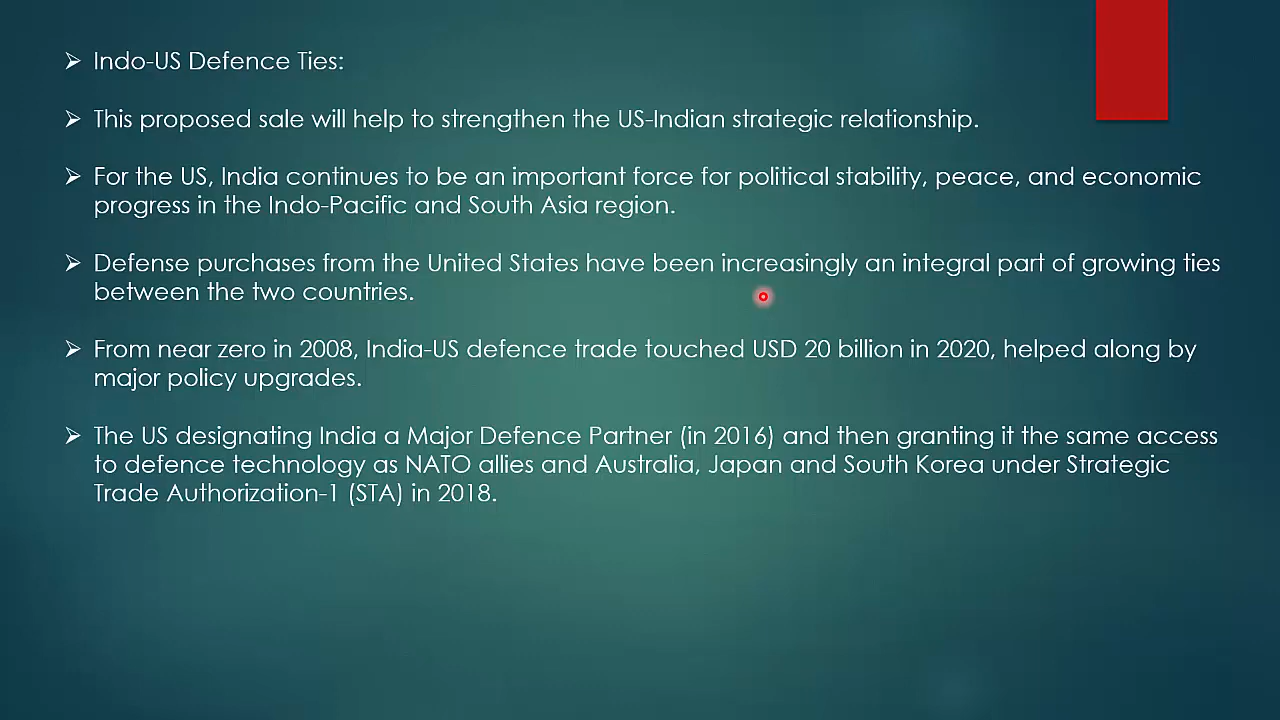 Indo-US Defence Ties:
This proposed sale will help to strengthen the US-Indian strategic relationship.
For the US, India continues to be an important force for political stability, peace, and economic
progress in the Indo-Pacific and South Asia region.
Defense purchases from the United States have been increasingly an integral part of growing ties
between the two countries.
From near zero in 2008, India-US defence trade touched USD 20 billion in 2020, helped along by
major policy upgrades.
The US designating India a Major Defence Partner (in 2016) and then granting it the same access
to defence technology as NATO allies and Australia, Japan and South Korea under Strategic
Trade Authorization-1 (STA) in 2018.